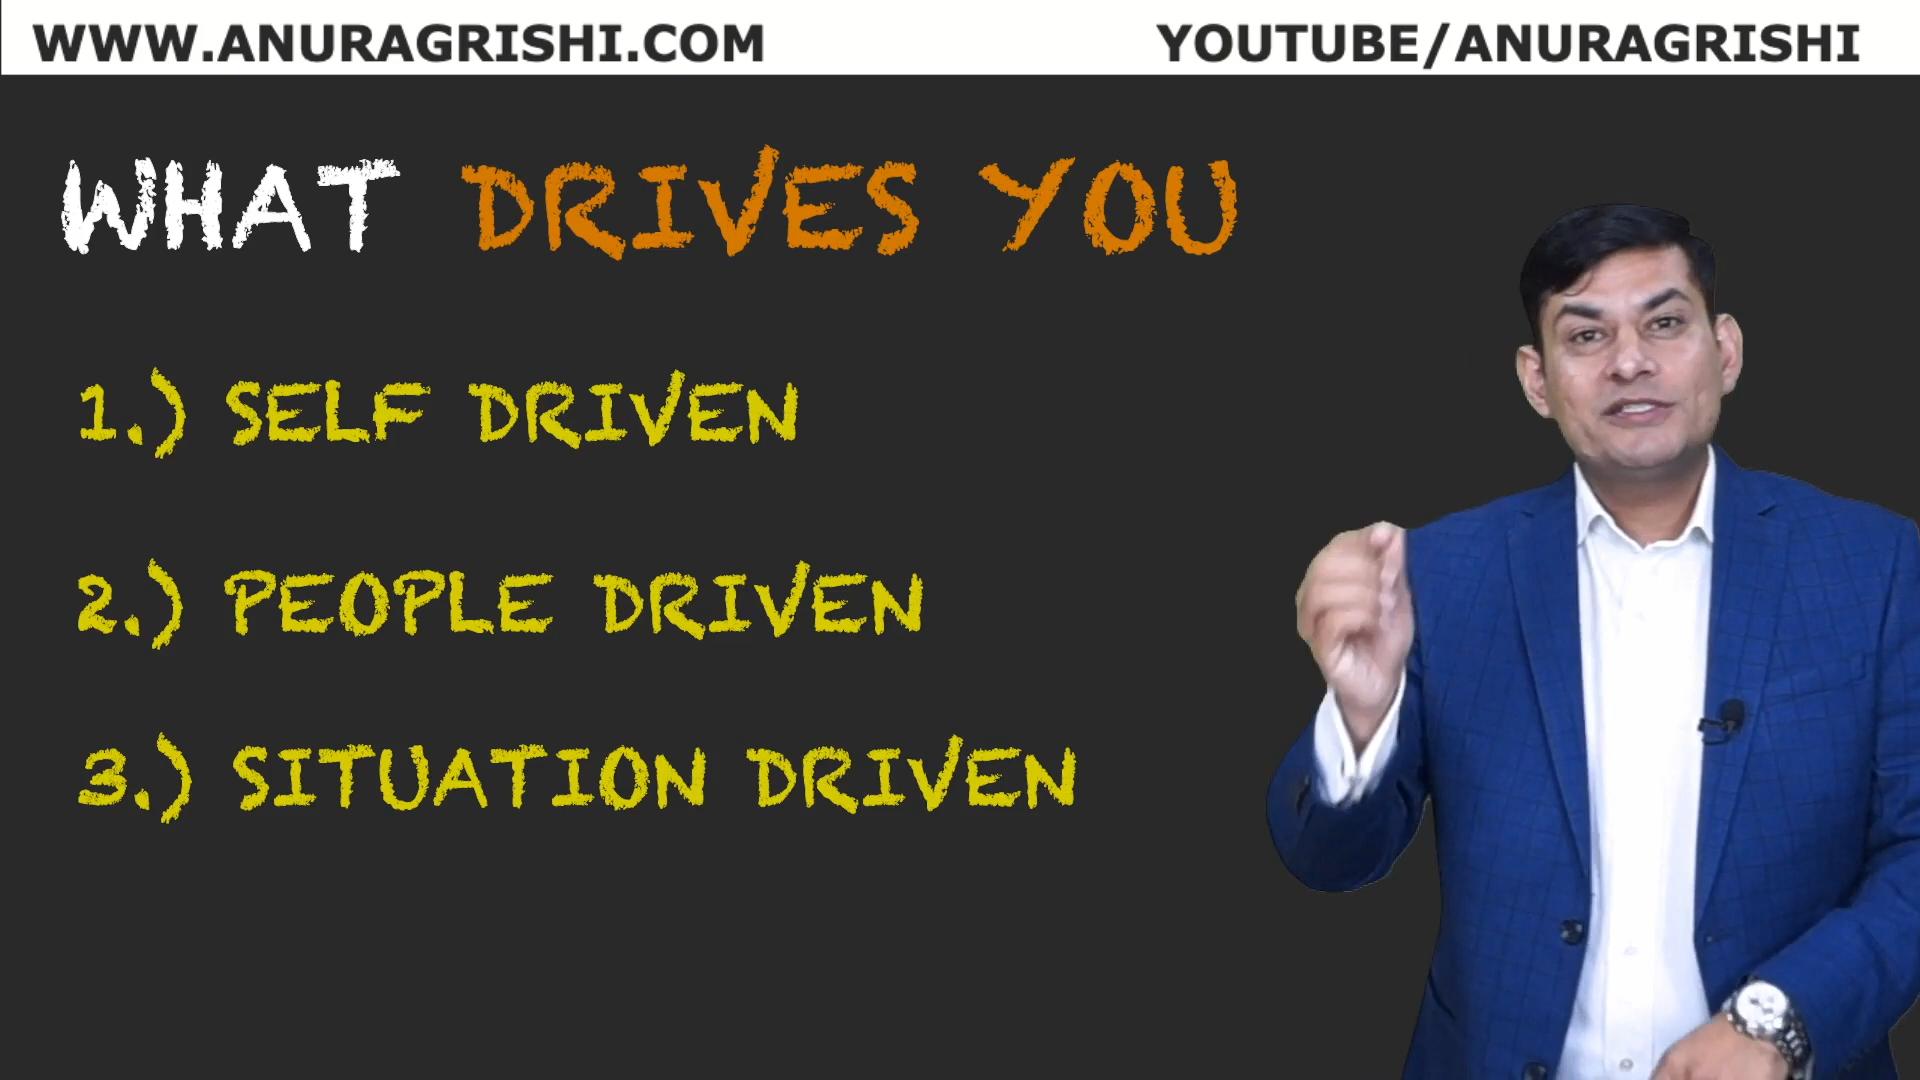 WWW.ANURAGRISHI.COM
YOUTUBE/ANURAGRISHI
WHAT DRIVES YOU
1.) SELF DRIVEN
2.) PEOPLE DRIVEN
3.) SITUATION DRIVEN